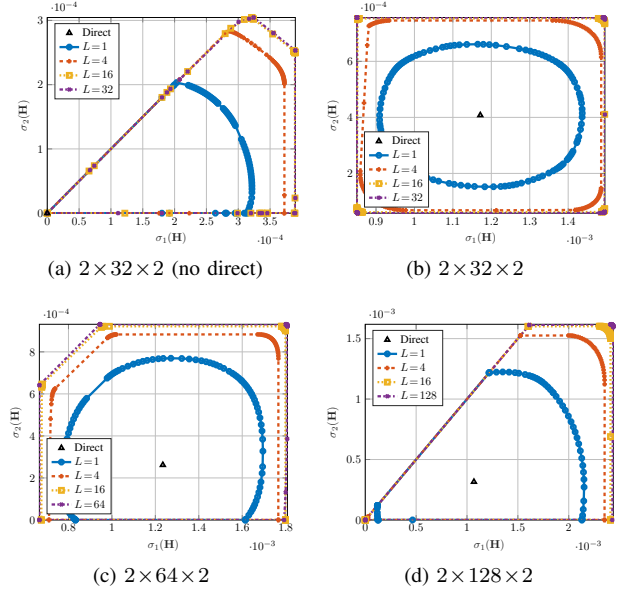 ·10⁻⁴
3
2
1
0
σ₂(H)
Direct
L=1
L=4
L=16
L=32
0 0.5 1 1.5 2 2.5 3 3.5
σ₁(H) ·10⁻⁴
(a) 2×32×2 (no direct)
·10⁻⁴
6
4
2
σ₂(H)
Direct
L=1
L=4
L=16
L=32
0.9 1 1.1 1.2 1.3 1.4
σ₁(H) ·10⁻³
(b) 2×32×2
·10⁻⁴
8
6
4
2
0
σ₂(H)
Direct
L=1
L=4
L=16
L=64
0.8 1 1.2 1.4 1.6 1.8
σ₁(H) ·10⁻³
(c) 2×64×2
·10⁻³
1.5
1
0.5
0
σ₂(H)
Direct
L=1
L=4
L=16
L=128
0 0.5 1 1.5 2
σ₁(H) ·10⁻³
(d) 2×128×2